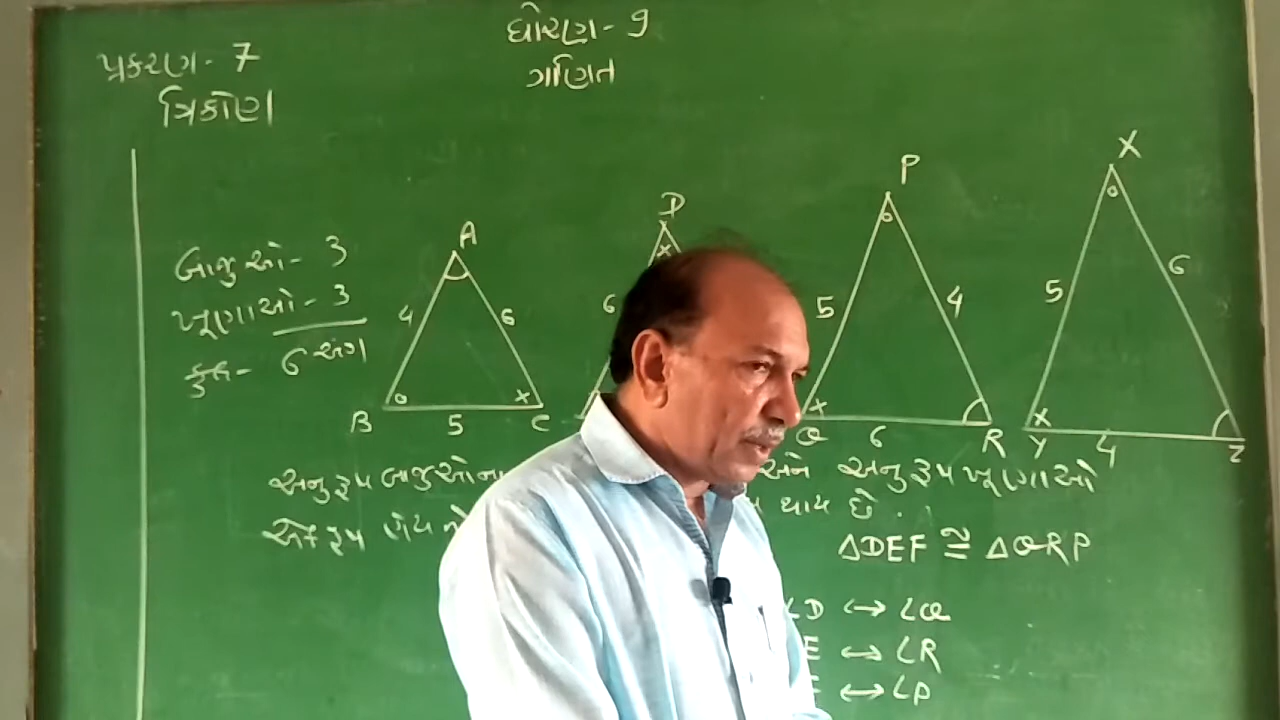 ધોરણ - 9
ગણિત
પ્રકરણ - 7
ત્રિકોણ
બાજુઓ - 3
ખૂણાઓ - 3
કુલ - 6 અંગ
A
4
6
B
5
C
D
6
P
5
4
Q
6
R
X
5
6
Y
4
Z
અનુરૂપ બાજુઓના અને અનુરૂપ ખૂણાઓ
એકરૂપ હોય તો થાય છે.
ΔDEF ≅ ΔQRP
∠D ↔ ∠Q
E ↔ ∠R
↔ ∠P